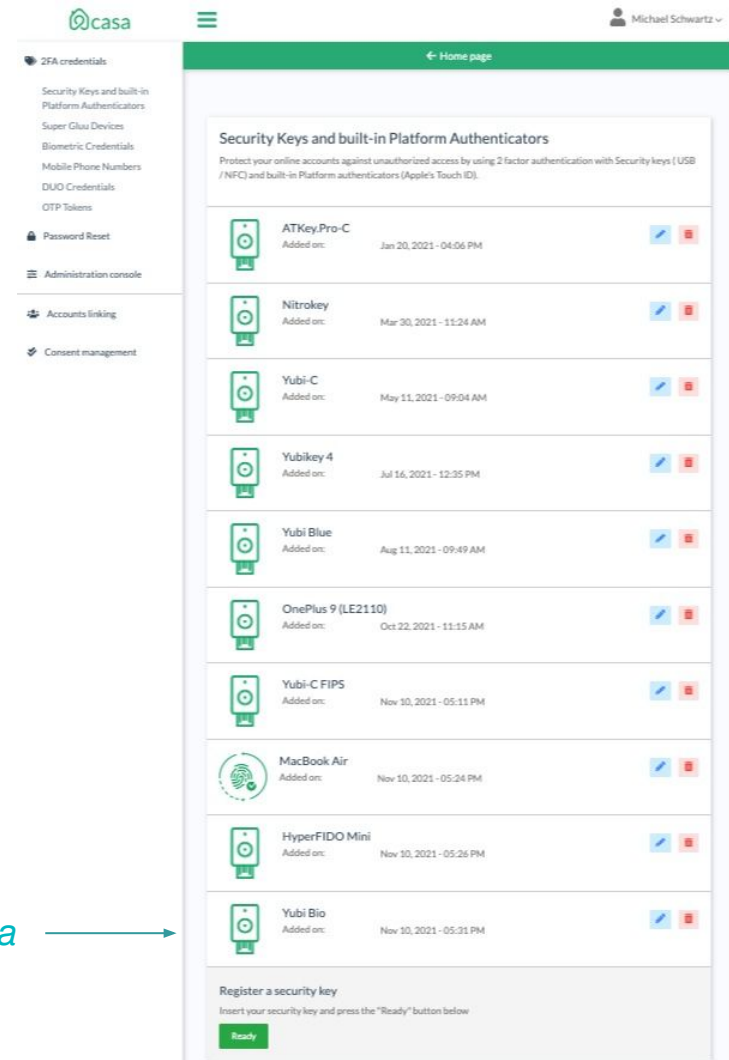 casa
Michael Schwartz
2FA credentials
← Home page
Security Keys and built-in
Platform Authenticators
Super Gluu Devices
Biometric Credentials
Mobile Phone Numbers
DUO Credentials
OTP Tokens
Password Reset
Administration console
Accounts linking
Consent management
Security Keys and built-in Platform Authenticators
Protect your online accounts against unauthorized access by using 2 factor authentication with Security keys ( USB
/ NFC) and built-in Platform authenticators (Apple's Touch ID).
ATKey.Pro-C
Added on: Jan 20, 2021 - 04:06 PM
Nitrokey
Added on: Mar 30, 2021 - 11:24 AM
Yubi-C
Added on: May 11, 2021 - 09:04 AM
Yubikey 4
Added on: Jul 16, 2021 - 12:35 PM
Yubi Blue
Added on: Aug 11, 2021 - 09:49 AM
OnePlus 9 (LE2110)
Added on: Oct 22, 2021 - 11:15 AM
Yubi-C FIPS
Added on: Nov 10, 2021 - 05:11 PM
MacBook Air
Added on: Nov 10, 2021 - 05:24 PM
HyperFIDO Mini
Added on: Nov 10, 2021 - 05:26 PM
a
Yubi Bio
Added on: Nov 10, 2021 - 05:31 PM
Register a security key
Insert your security key and press the "Ready" button below
Ready